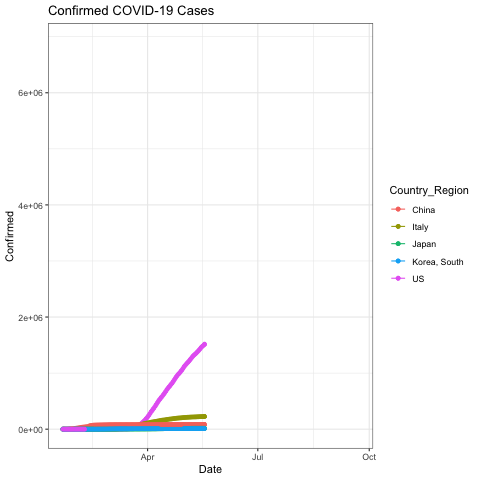 Confirmed COVID-19 Cases
Confirmed
6e+06
4e+06
2e+06
0e+00
Apr
Jul
Oct
Date
Country_Region
China
Italy
Japan
Korea, South
US